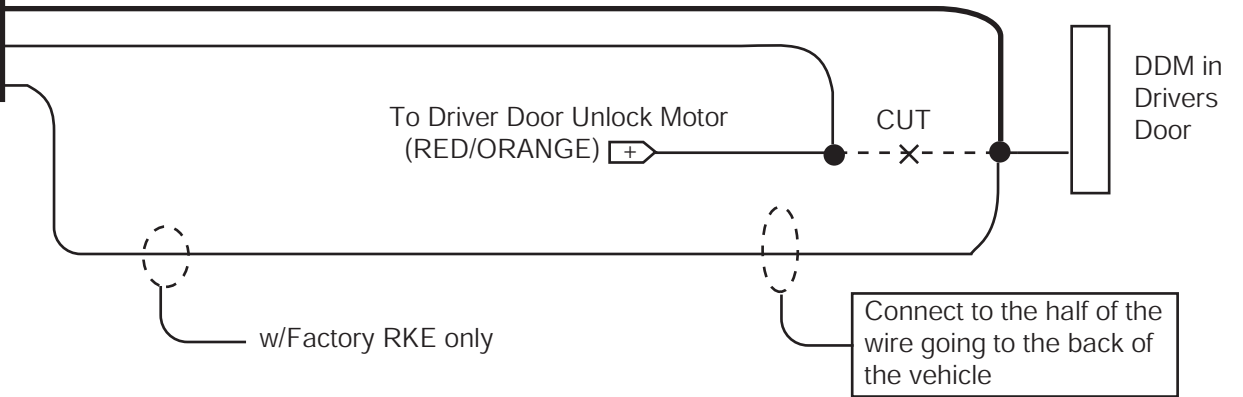 DDM in
Drivers
Door
To Driver Door Unlock Motor
(RED/ORANGE) +
CUT
w/Factory RKE only
Connect to the half of the
wire going to the back of
the vehicle